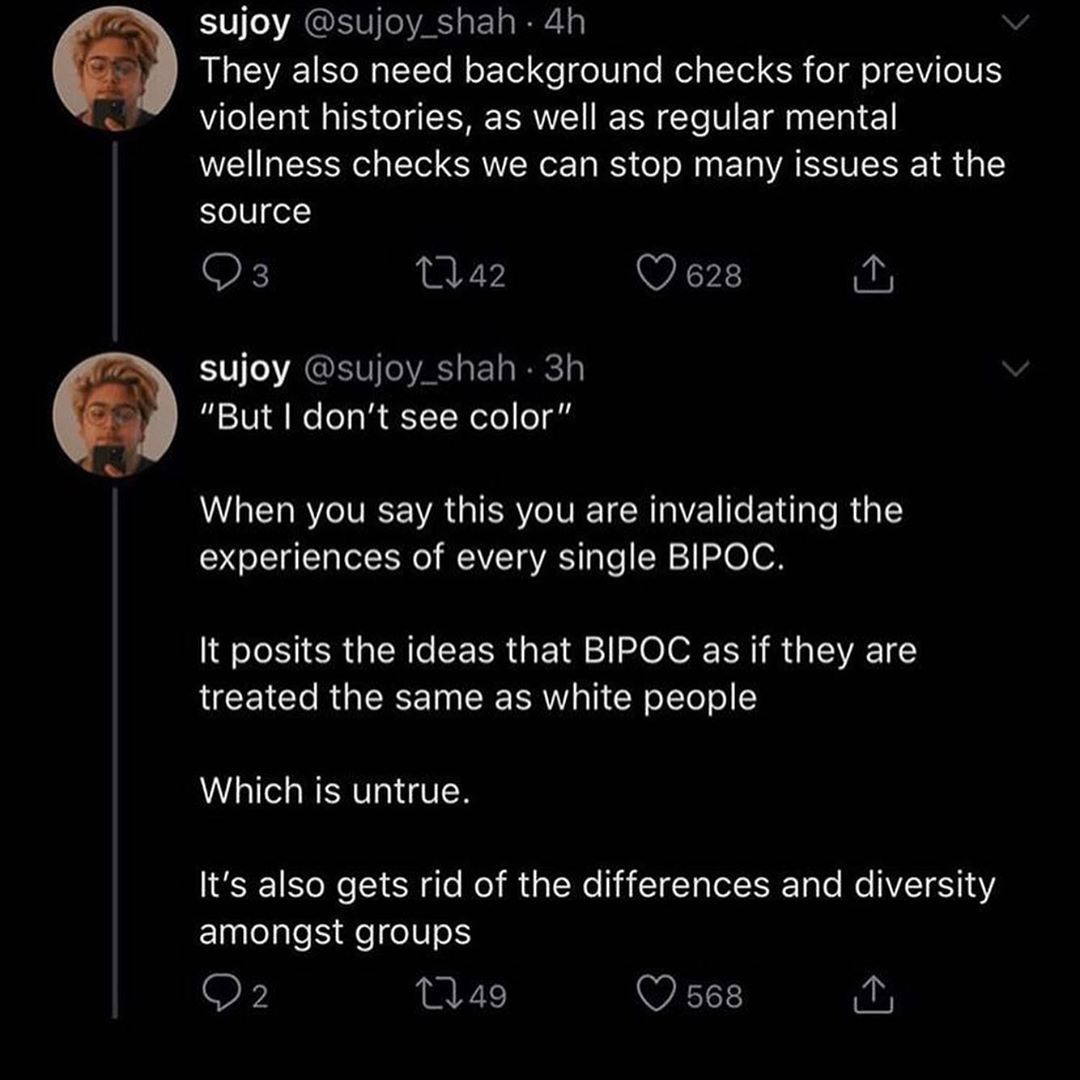 sujoy @sujoy_shah · 4h
They also need background checks for previous
violent histories, as well as regular mental
wellness checks we can stop many issues at the
source
3 42 628
sujoy @sujoy_shah · 3h
"But I don't see color"
When you say this you are invalidating the
experiences of every single BIPOC.
It posits the ideas that BIPOC as if they are
treated the same as white people
Which is untrue.
It's also gets rid of the differences and diversity
amongst groups
2 49 568